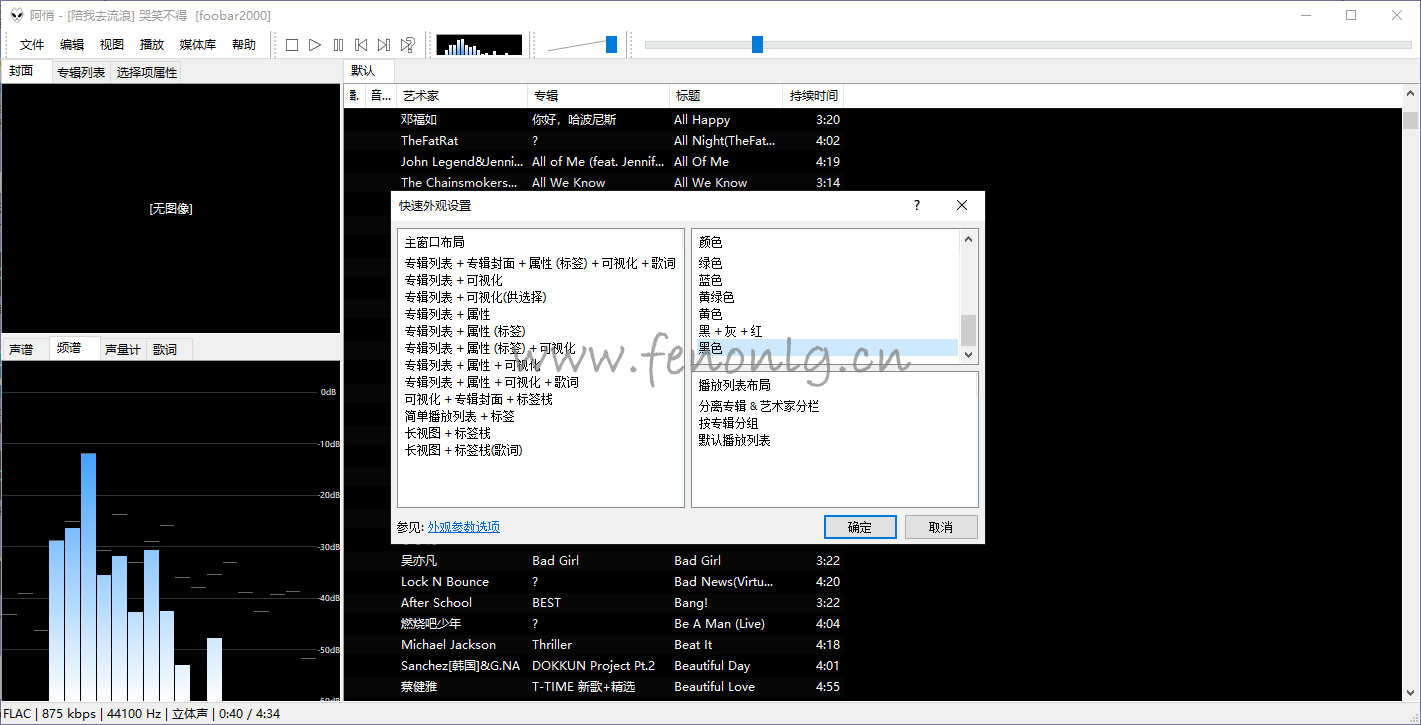 阿悄 - [陪我去流浪] 哭笑不得 [foobar2000]
文件 编辑 视图 播放 媒体库 帮助
封面 专辑列表 选择项属性
默认
音... 艺术家 专辑 标题 持续时间
邓福如 你好，哈波尼斯 All Happy 3:20
TheFatRat ? All Night(TheFat... 4:02
John Legend&Jenni... All of Me (feat. Jennif... All Of Me 4:19
The Chainsmokers... All We Know All We Know 3:14
[无图像]
快速外观设置
主窗口布局
专辑列表 + 专辑封面 + 属性 (标签) + 可视化 + 歌词
专辑列表 + 可视化
专辑列表 + 可视化(供选择)
专辑列表 + 属性
专辑列表 + 属性 (标签)
专辑列表 + 属性 (标签) + 可视化
专辑列表 + 属性 + 可视化
专辑列表 + 属性 + 可视化 + 歌词
可视化 + 专辑封面 + 标签栈
简单播放列表 + 标签
长视图 + 标签栈
长视图 + 标签栈(歌词)
颜色
绿色
蓝色
黄绿色
黄色
黑 + 灰 + 红
黑色
播放列表布局
分离专辑 & 艺术家分栏
按专辑分组
默认播放列表
参见: 外观参数选项
确定 取消
www.fenonlg.cn
声谱 频谱 声量计 歌词
0dB
-10dB
-20dB
-30dB
-40dB
-50dB
吴亦凡 Bad Girl Bad Girl 3:22
Lock N Bounce ? Bad News(Virtu... 4:20
After School BEST Bang! 3:22
燃烧吧少年 ? Be A Man (Live) 4:04
Michael Jackson Thriller Beat It 4:18
Sanchez[韩国]&G.NA DOKKUN Project Pt.2 Beautiful Day 4:01
蔡健雅 T-TIME 新歌+精选 Beautiful Love 4:55
FLAC | 875 kbps | 44100 Hz | 立体声 | 0:40 / 4:34